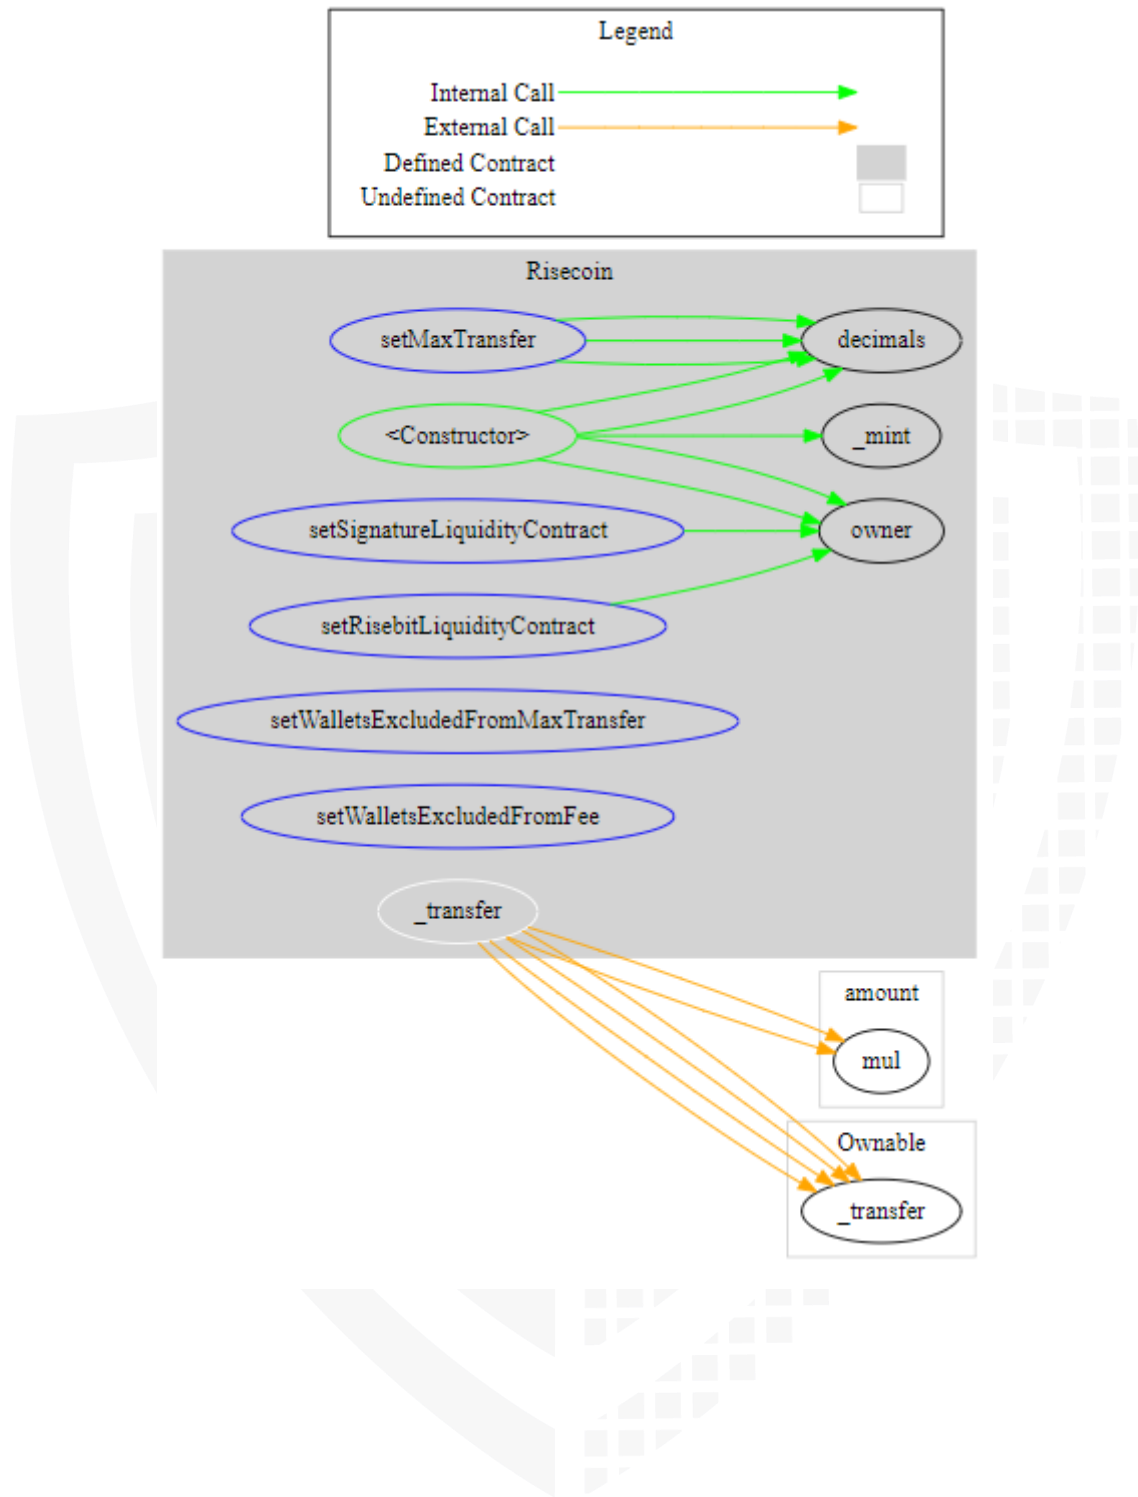 Legend
Internal Call
External Call
Defined Contract
Undefined Contract
Risecoin
setMaxTransfer
decimals
<Constructor>
_mint
setSignatureLiquidityContract
owner
setRisebitLiquidityContract
setWalletsExcludedFromMaxTransfer
setWalletsExcludedFromFee
_transfer
amount
mul
Ownable
_transfer